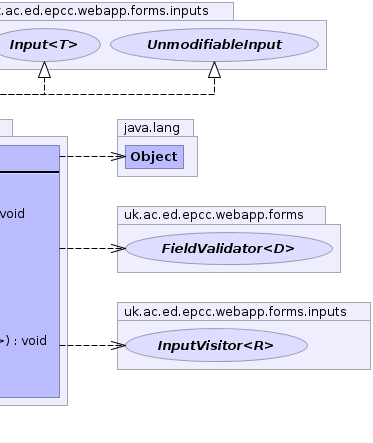 .ac.ed.epcc.webapp.forms.inputs
Input<T>
UnmodifiableInput
java.lang
Object
void
uk.ac.ed.epcc.webapp.forms
FieldValidator<D>
uk.ac.ed.epcc.webapp.forms.inputs
>) : void
InputVisitor<R>